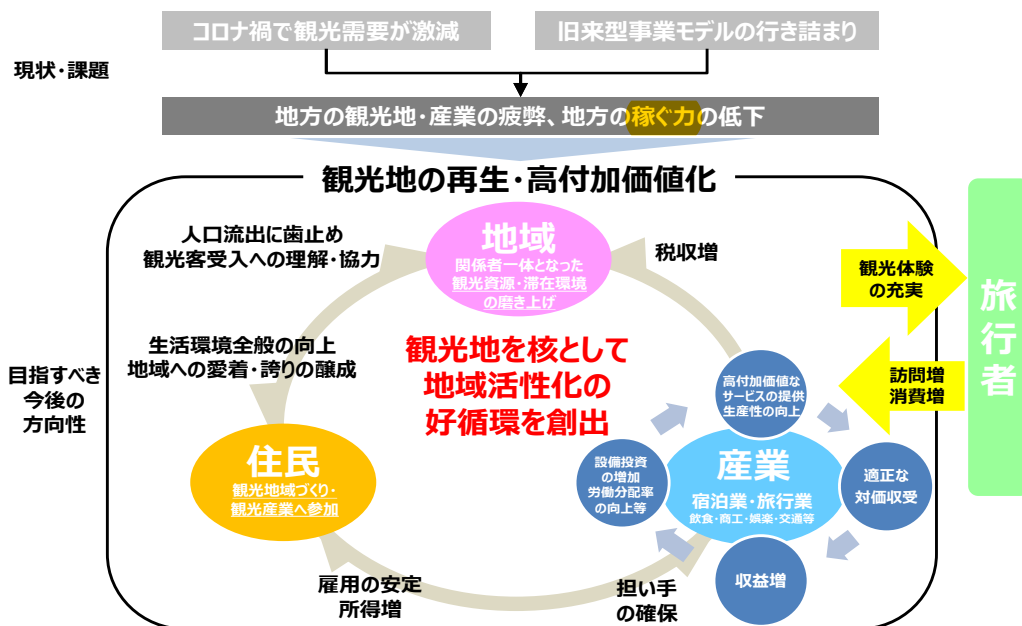 コロナ禍で観光需要が激減
旧来型事業モデルの行き詰まり
現状・課題
地方の観光地・産業の疲弊、地方の稼ぐ力の低下
観光地の再生・高付加価値化
地域
関係者一体となった
観光資源・滞在環境
の磨き上げ
人口流出に歯止め
観光客受入への理解・協力
税収増
観光体験
の充実
旅行者
訪問増
消費増
生活環境全般の向上
地域への愛着・誇りの醸成
目指すべき
今後の
方向性
観光地を核として
地域活性化の
好循環を創出
高付加価値な
サービスの提供
生産性の向上
住民
観光地域づくり・
観光産業へ参加
設備投資
の増加
労働分配率
の向上等
産業
宿泊業・旅行業
飲食・商工・娯楽・交通等
適正な
対価収受
収益増
雇用の安定
所得増
担い手
の確保